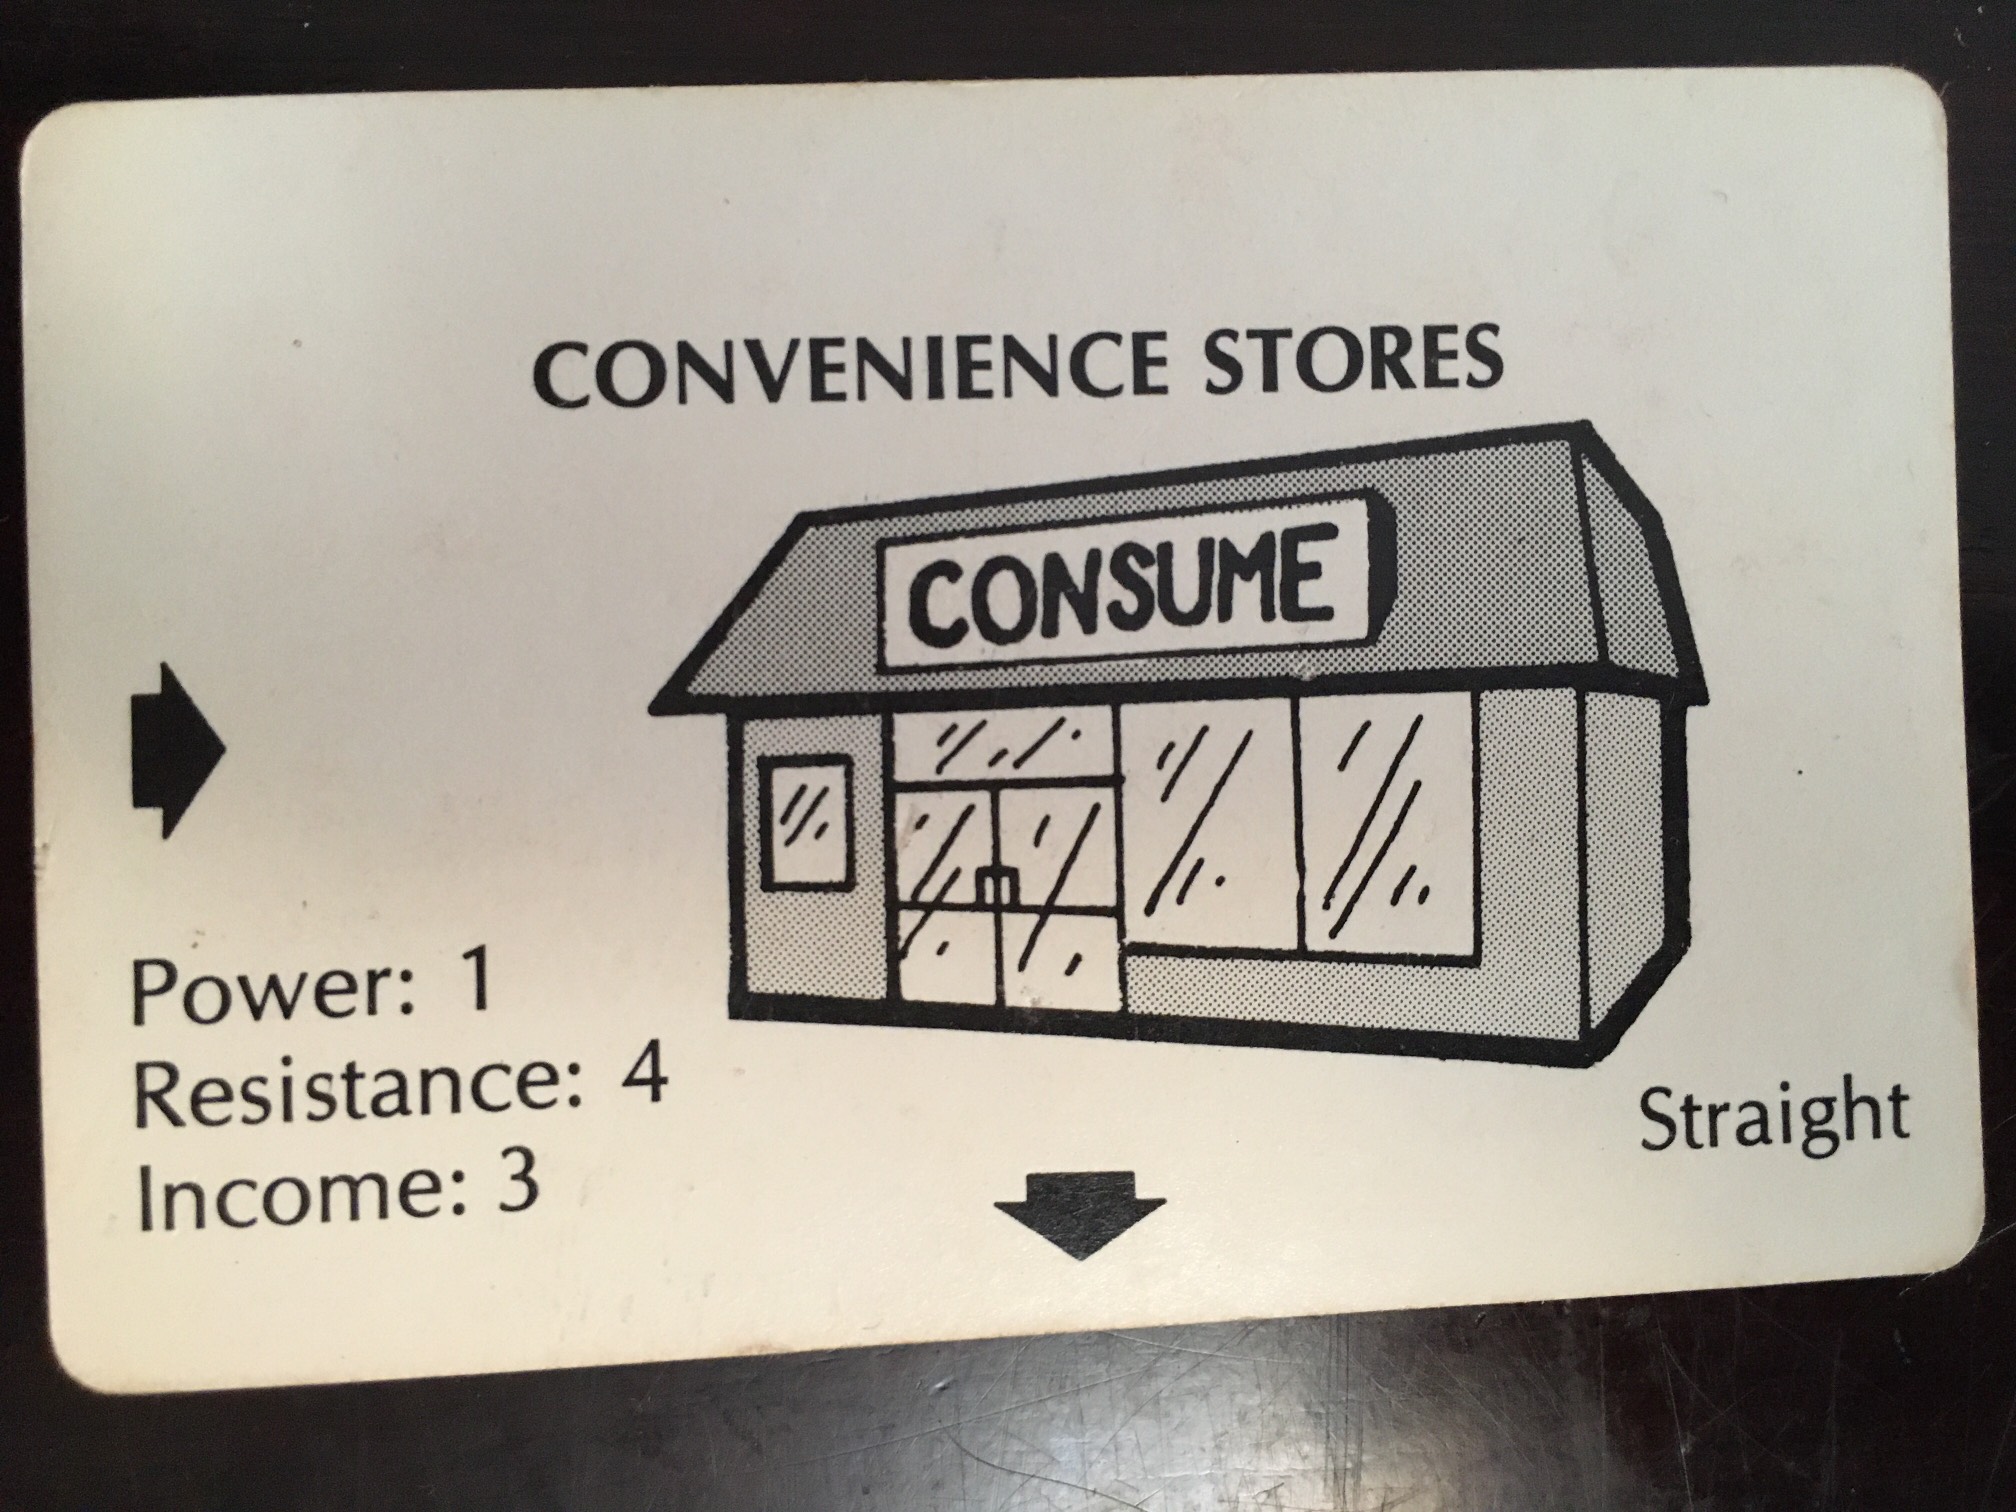 CONVENIENCE STORES
CONSUME
Power: 1
Resistance: 4
Income: 3
Straight